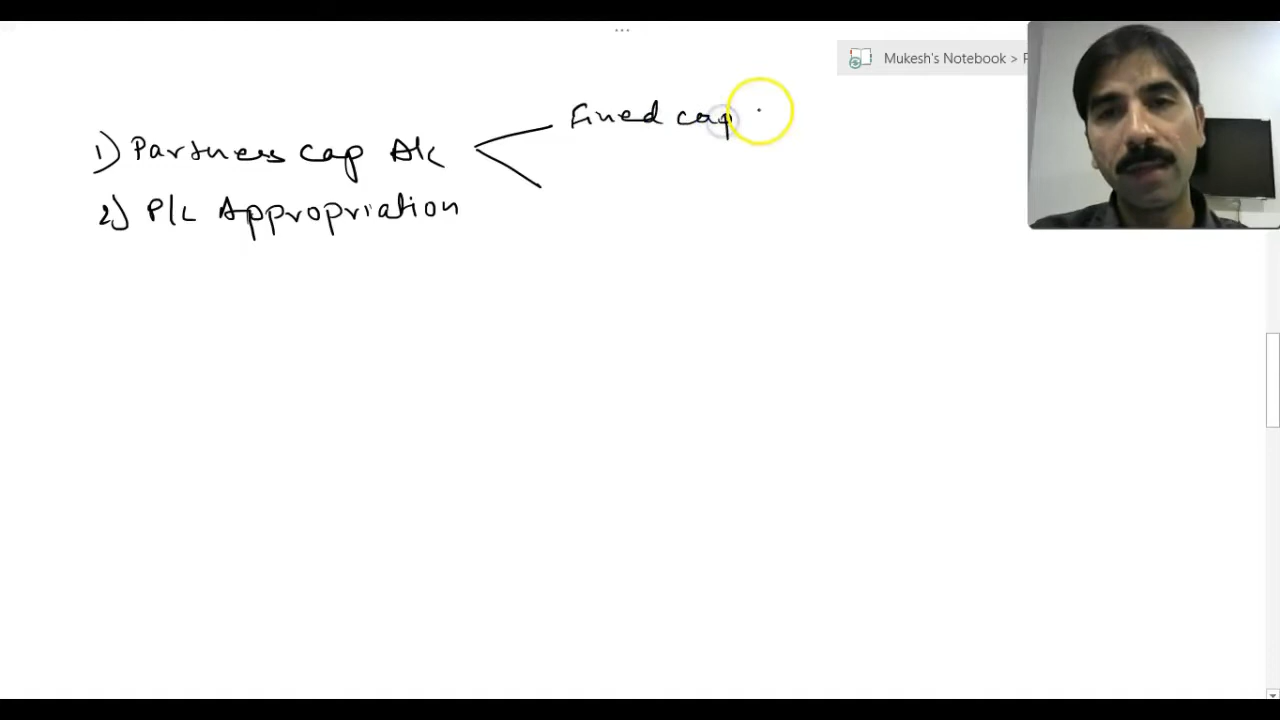 Mukesh's Notebook >
Fixed cap
1) Partners cap A/c
2) P/L Appropriation